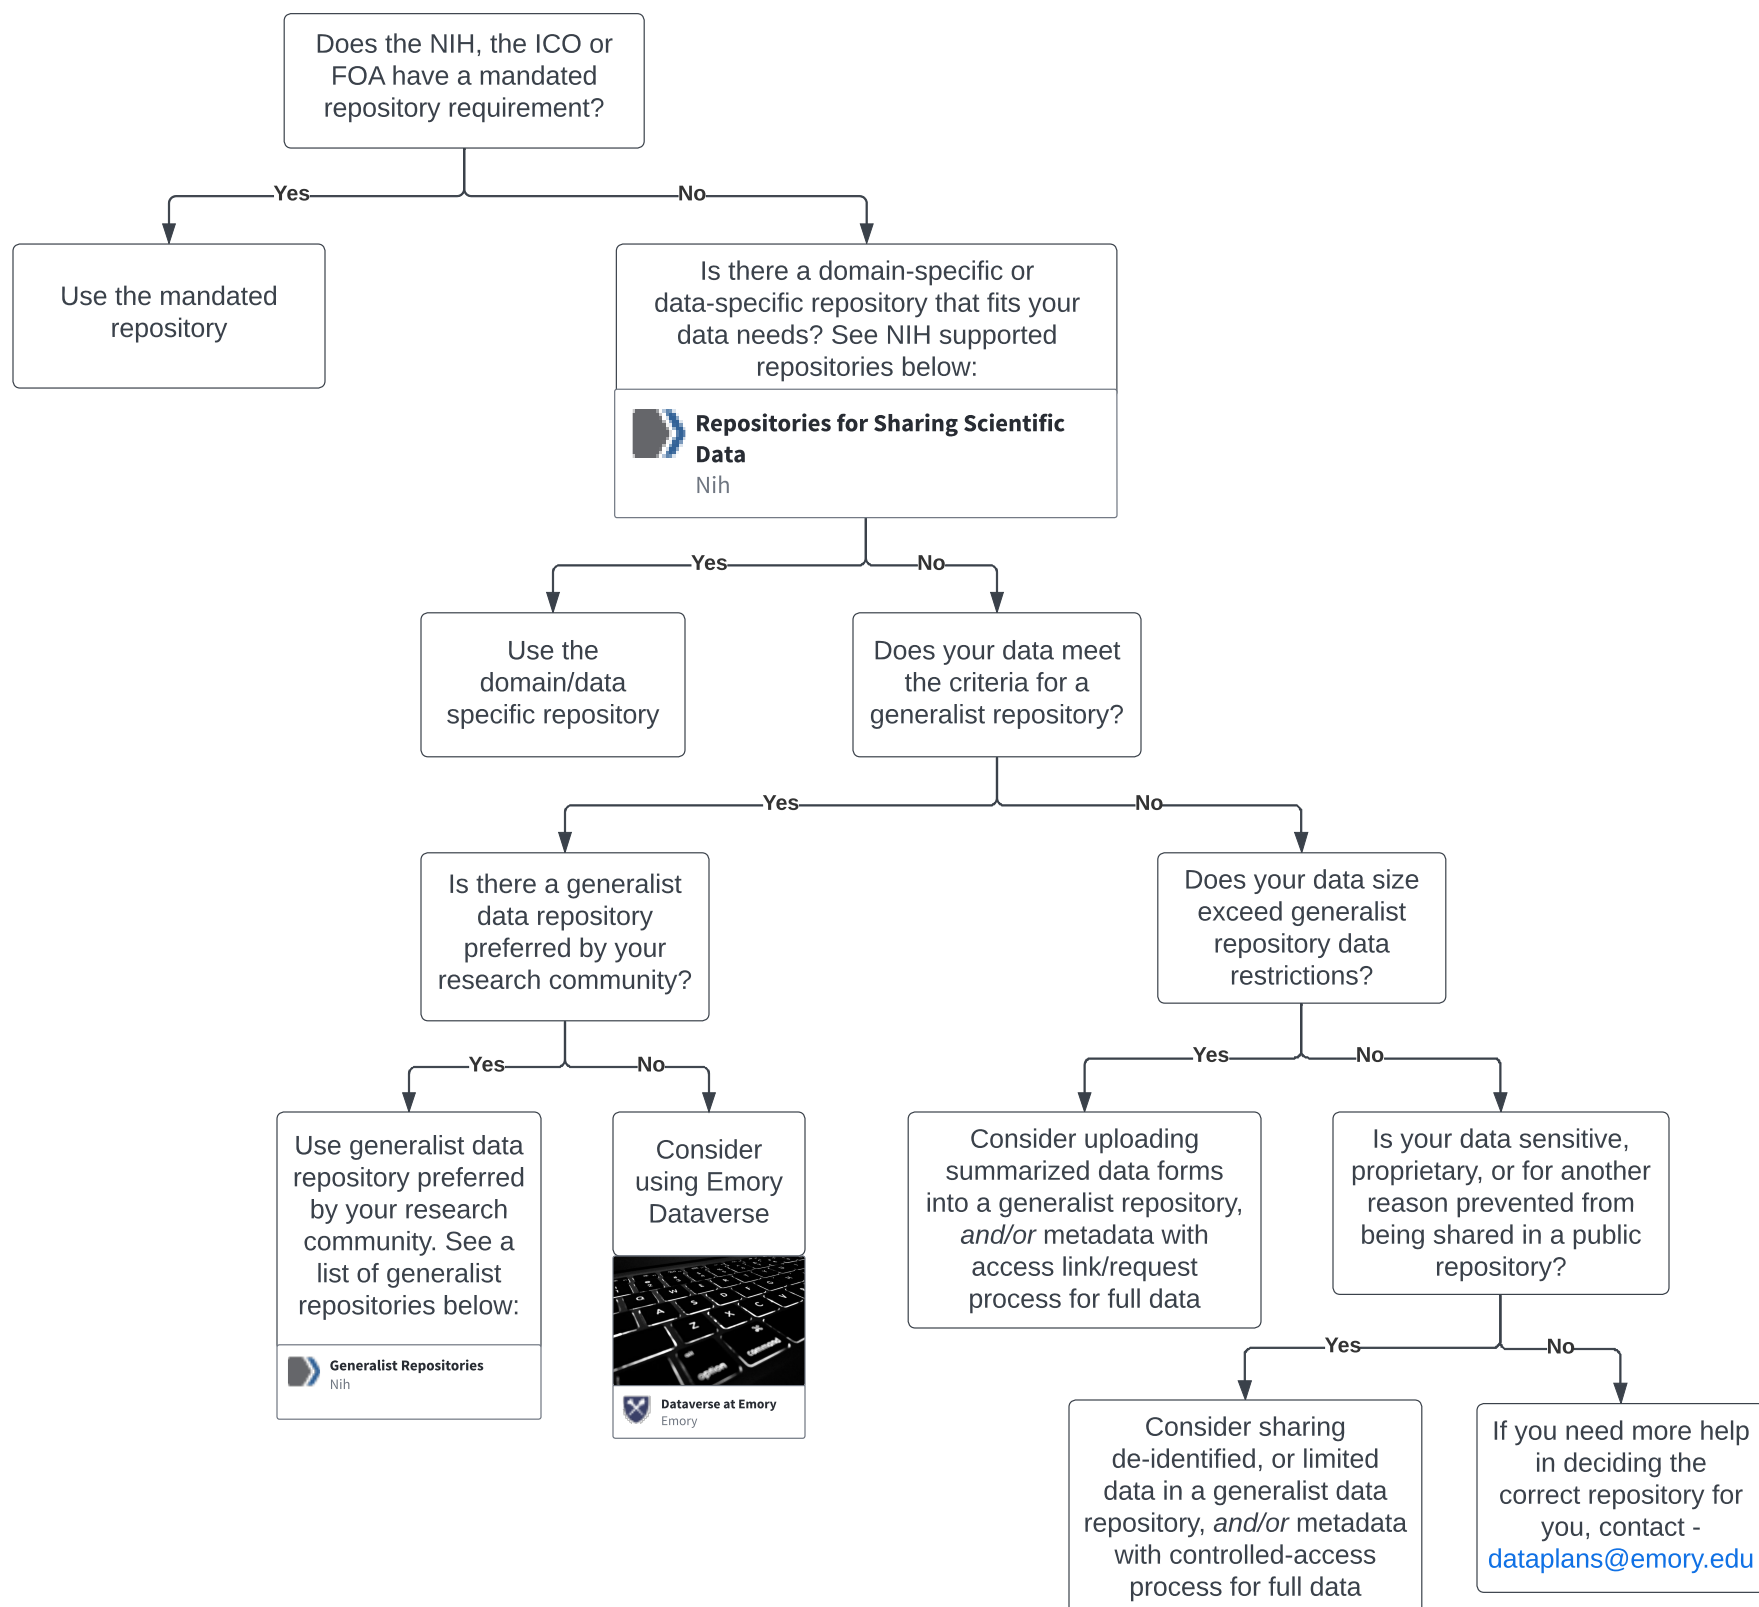 Does the NIH, the ICO or
FOA have a mandated
repository requirement?
Yes
No
Use the mandated
repository
Is there a domain-specific or
data-specific repository that fits your
data needs? See NIH supported
repositories below:
Repositories for Sharing Scientific
Data
Nih
Yes
No
Use the
domain/data
specific repository
Does your data meet
the criteria for a
generalist repository?
Yes
No
Is there a generalist
data repository
preferred by your
research community?
Does your data size
exceed generalist
repository data
restrictions?
Yes
No
Yes
No
Use generalist data
repository preferred
by your research
community. See a
list of generalist
repositories below:
Generalist Repositories
Nih
Consider
using Emory
Dataverse
option
command
Dataverse at Emory
Emory
Consider uploading
summarized data forms
into a generalist repository,
and/or metadata with
access link/request
process for full data
Is your data sensitive,
proprietary, or for another
reason prevented from
being shared in a public
repository?
Yes
No
Consider sharing
de-identified, or limited
data in a generalist data
repository, and/or metadata
with controlled-access
process for full data
If you need more help
in deciding the
correct repository for
you, contact -
dataplans@emory.edu